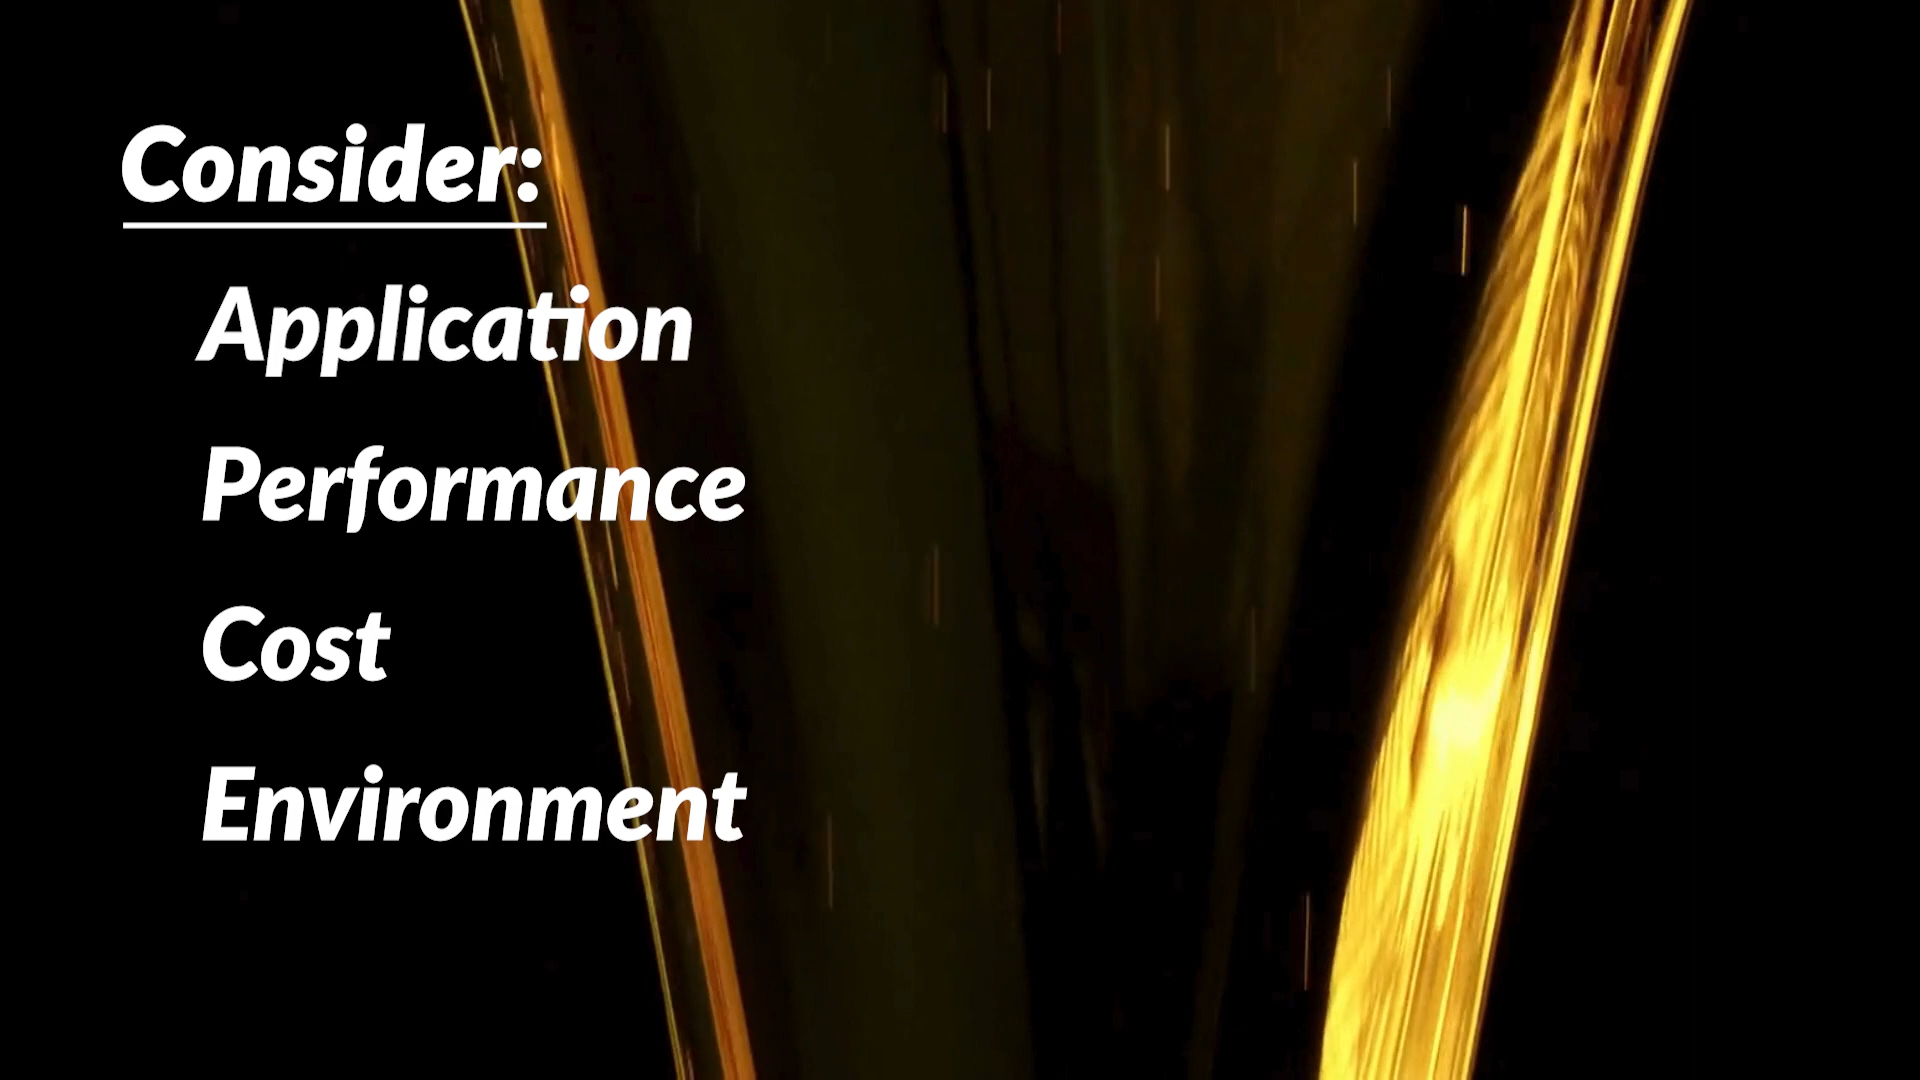 Consider:
Application
Performance
Cost
Environment